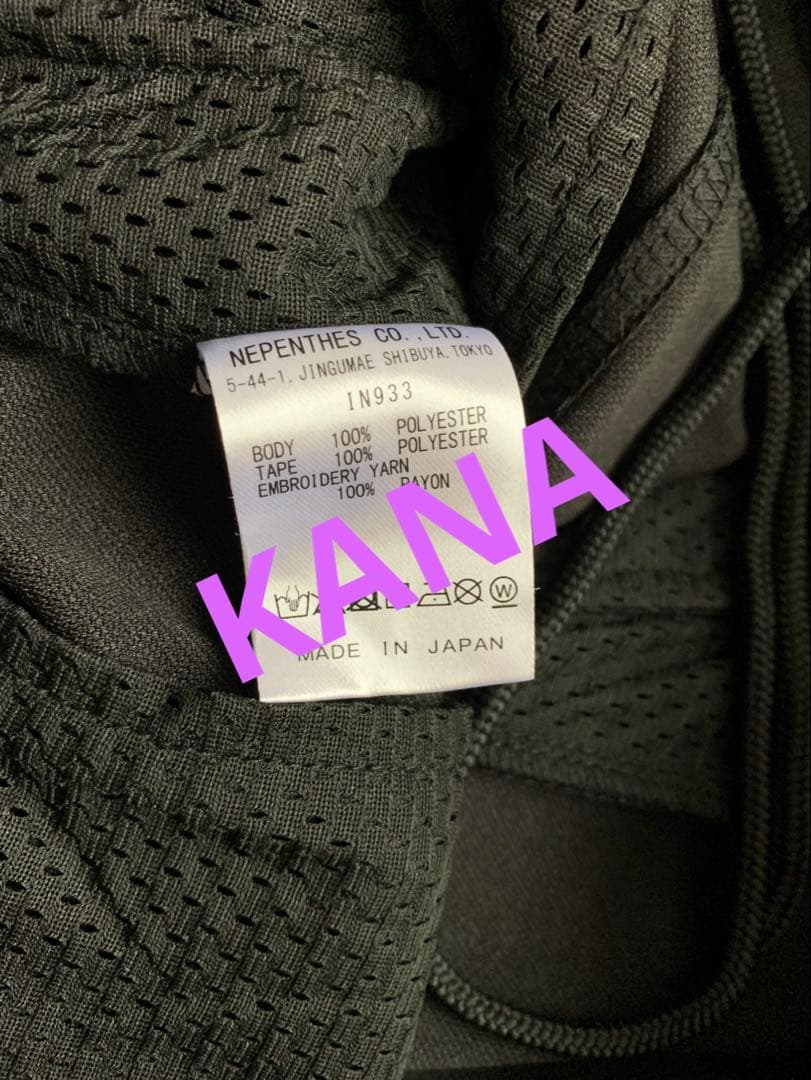 NEPENTHES CO.,LTD.
5-44-1, JINGUMAE SHIBUYA.TOKYO
IN933
BODY 100% POLYESTER
TAPE 100% POLYESTER
EMBROIDERY YARN
100% RAYON
KANA
W
MADE IN JAPAN